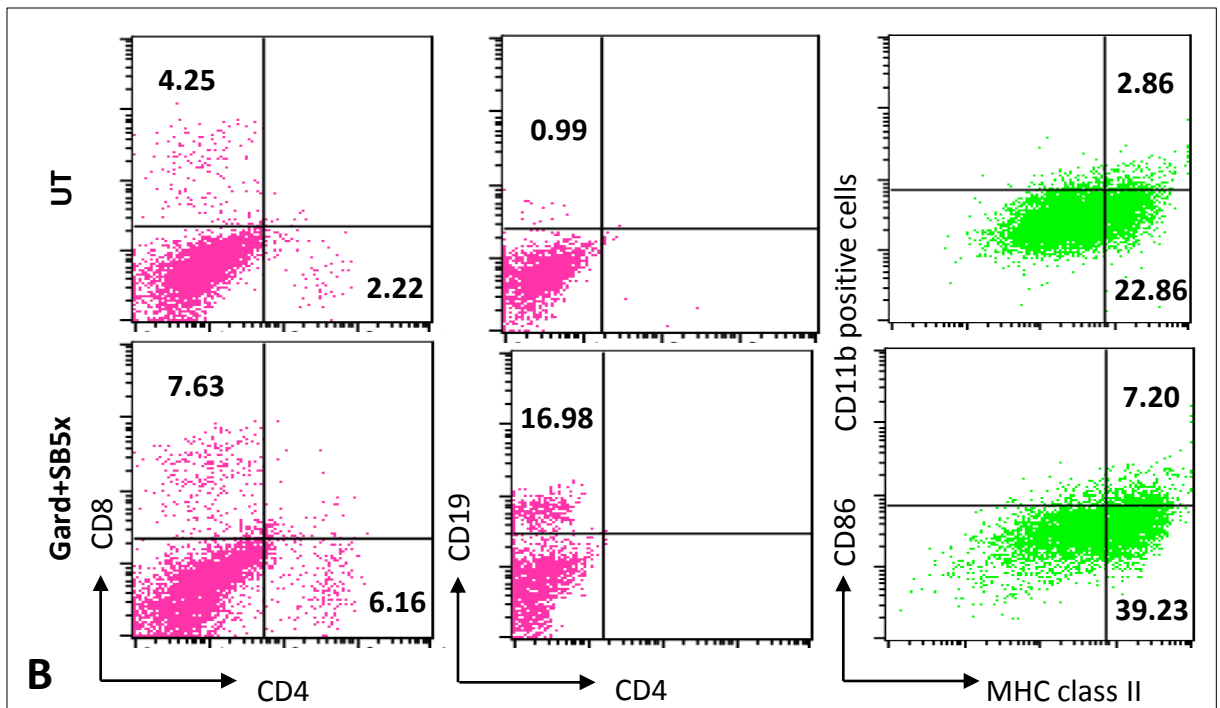 4.25
0.99
2.86
UT
2.22
22.86
CD11b positive cells
7.63
16.98
7.20
Gard+SB5x
CD8
CD19
CD86
6.16
39.23
B
CD4
CD4
MHC class II